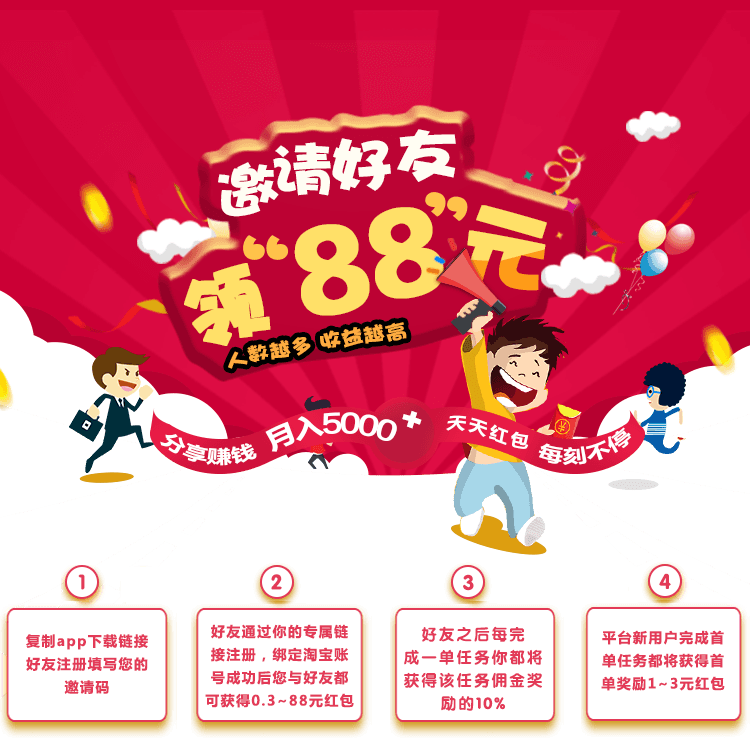 邀请好友
领“88”元
人数越多 收益越高
分享赚钱 月入5000+ 天天红包 每刻不停
1
复制app下载链接
好友注册填写您的
邀请码
2
好友通过你的专属链
接注册，绑定淘宝账
号成功后您与好友都
可获得0.3~88元红包
3
好友之后每完
成一单任务你都将
获得该任务佣金奖
励的10%
4
平台新用户完成首
单任务都将获得首
单奖励1~3元红包